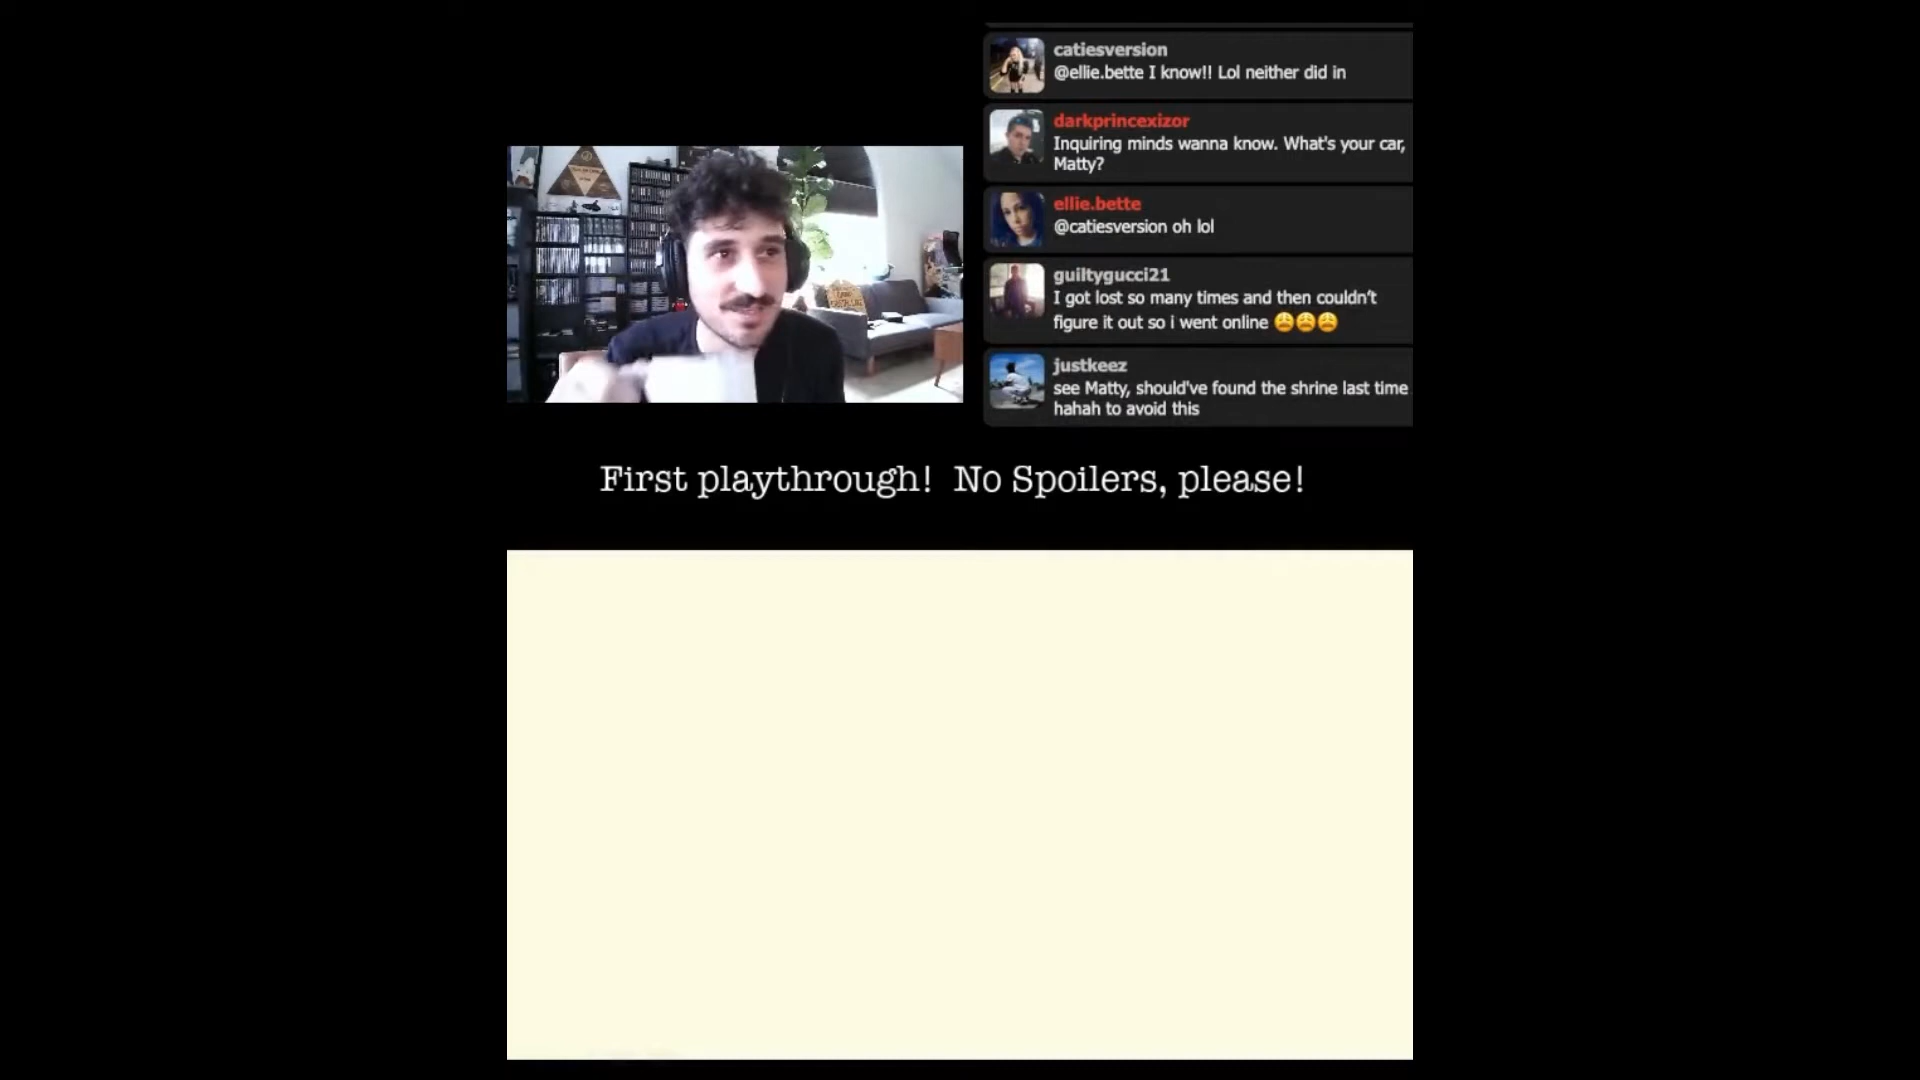 catiesversion
@ellie.bette I know!! Lol neither did in
darkprincexizor
Inquiring minds wanna know. What's your car,
Matty?
ellie.bette
@catiesversion oh lol
guiltygucci21
I got lost so many times and then couldn't
figure it out so i went online 😩😩😩
justkeez
see Matty, should've found the shrine last time
hahah to avoid this
First playthrough! No Spoilers, please!